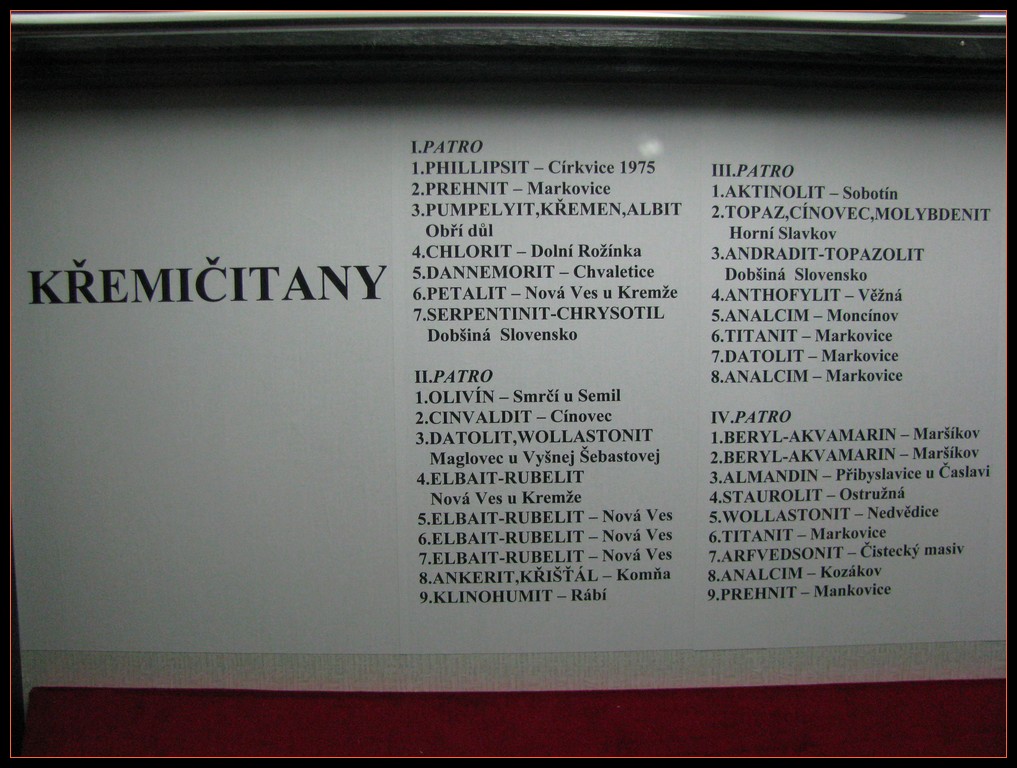 KŘEMIČITANY
I.PATRO
1.PHILLIPSIT – Církvice 1975
2.PREHNIT – Markovice
3.PUMPELYIT,KŘEMEN,ALBIT
Obří důl
4.CHLORIT – Dolní Rožínka
5.DANNEMORIT – Chvaletice
6.PETALIT – Nová Ves u Kremže
7.SERPENTINIT-CHRYSOTIL
Dobšiná Slovensko
II.PATRO
1.OLIVÍN – Smrčí u Semil
2.CINVALDIT – Cínovec
3.DATOLIT,WOLLASTONIT
Maglovec u Vyšnej Šebastovej
4.ELBAIT-RUBELIT
Nová Ves u Kremže
5.ELBAIT-RUBELIT – Nová Ves
6.ELBAIT-RUBELIT – Nová Ves
7.ELBAIT-RUBELIT – Nová Ves
8.ANKERIT,KŘIŠŤÁL – Komňa
9.KLINOHUMIT – Rábí
III.PATRO
1.AKTINOLIT – Sobotín
2.TOPAZ,CÍNOVEC,MOLYBDENIT
Horní Slavkov
3.ANDRADIT-TOPAZOLIT
Dobšiná Slovensko
4.ANTHOFYLIT – Věžná
5.ANALCIM – Moncínov
6.TITANIT – Markovice
7.DATOLIT – Markovice
8.ANALCIM – Markovice
IV.PATRO
1.BERYL-AKVAMARIN – Maršíkov
2.BERYL-AKVAMARIN – Maršíkov
3.ALMANDIN – Přibyslavice u Časlavi
4.STAUROLIT – Ostružná
5.WOLLASTONIT – Nedvědice
6.TITANIT – Markovice
7.ARFVEDSONIT – Čistecký masiv
8.ANALCIM – Kozákov
9.PREHNIT – Mankovice